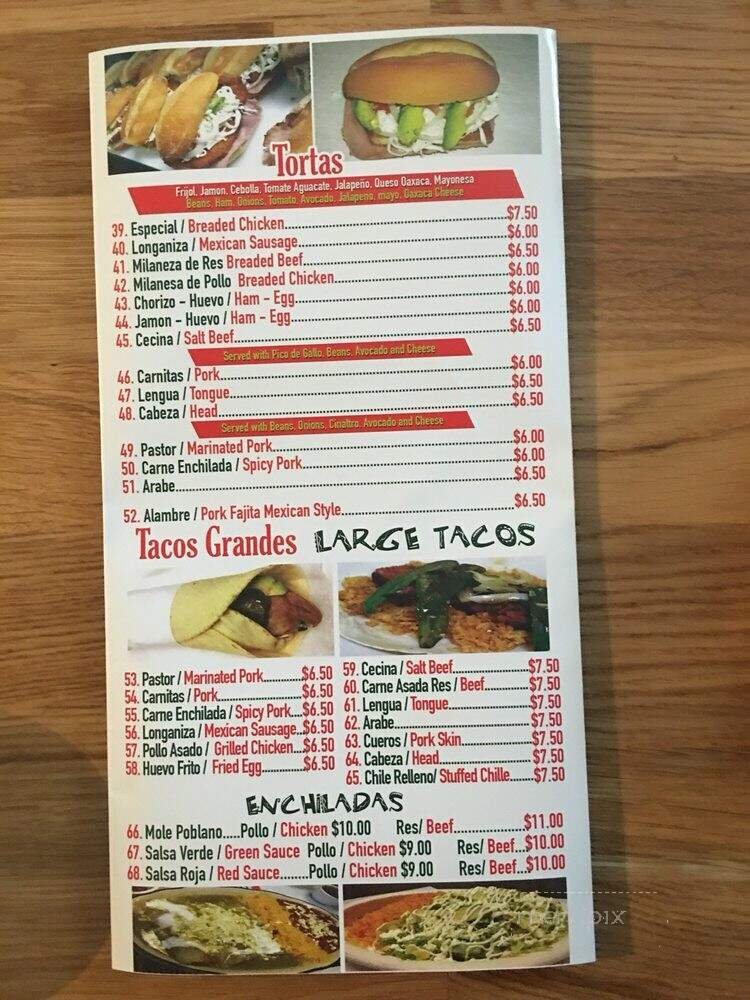 Tortas
Frijol, Jamon, Cebolla, Tomate Aguacate, Jalapeño, Queso Oaxaca, Mayonesa
Beans, Ham, Onions, Tomato, Avocado, Jalapeno, mayo, Oaxaca Cheese
39. Especial / Breaded Chicken $7.50
40. Longaniza / Mexican Sausage $6.00
41. Milaneza de Res Breaded Beef $6.50
42. Milanesa de Pollo Breaded Chicken $6.00
43. Chorizo - Huevo / Ham - Egg $6.00
44. Jamon - Huevo / Ham - Egg $6.00
45. Cecina / Salt Beef $6.50
Served with Pico de Gallo, Beans, Avocado and Cheese
46. Carnitas / Pork $6.00
47. Lengua / Tongue $6.50
48. Cabeza / Head $6.50
Served with Beans, Onions, Cinaltro, Avocado and Cheese
49. Pastor / Marinated Pork $6.00
50. Carne Enchilada / Spicy Pork $6.00
51. Arabe $6.50
52. Alambre / Pork Fajita Mexican Style $6.50
Tacos Grandes LARGE TACOS
53. Pastor / Marinated Pork $6.50
54. Carnitas / Pork $6.50
55. Carne Enchilada / Spicy Pork $6.50
56. Longaniza / Mexican Sausage $6.50
57. Pollo Asado / Grilled Chicken $6.50
58. Huevo Frito / Fried Egg $6.50
59. Cecina / Salt Beef $7.50
60. Carne Asada Res / Beef $7.50
61. Lengua / Tongue $7.50
62. Arabe $7.50
63. Cueros / Pork Skin $7.50
64. Cabeza / Head $7.50
65. Chile Relleno/ Stuffed Chille $7.50
ENCHILADAS
66. Mole Poblano.....Pollo / Chicken $10.00 Res/ Beef $11.00
67. Salsa Verde / Green Sauce Pollo / Chicken $9.00 Res/ Beef...$10.00
68. Salsa Roja / Red Sauce........Pollo / Chicken $9.00 Res/ Beef...$10.00